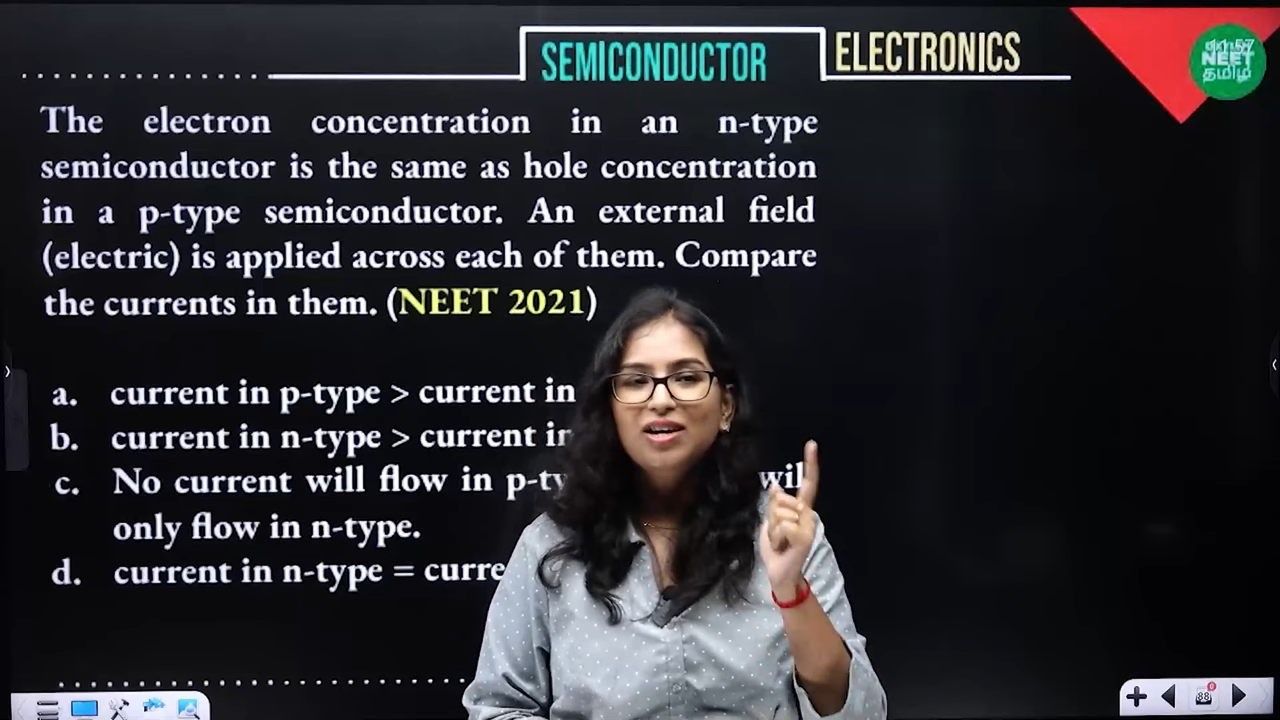 SEMICONDUCTOR ELECTRONICS
NEET
தமிழ்
The electron concentration in an n-type
semiconductor is the same as hole concentration
in a p-type semiconductor. An external field
(electric) is applied across each of them. Compare
the currents in them. (NEET 2021)
a. current in p-type > current in
b. current in n-type > current in
c. No current will flow in
only flow in n-type.
d. current in n-type =
88